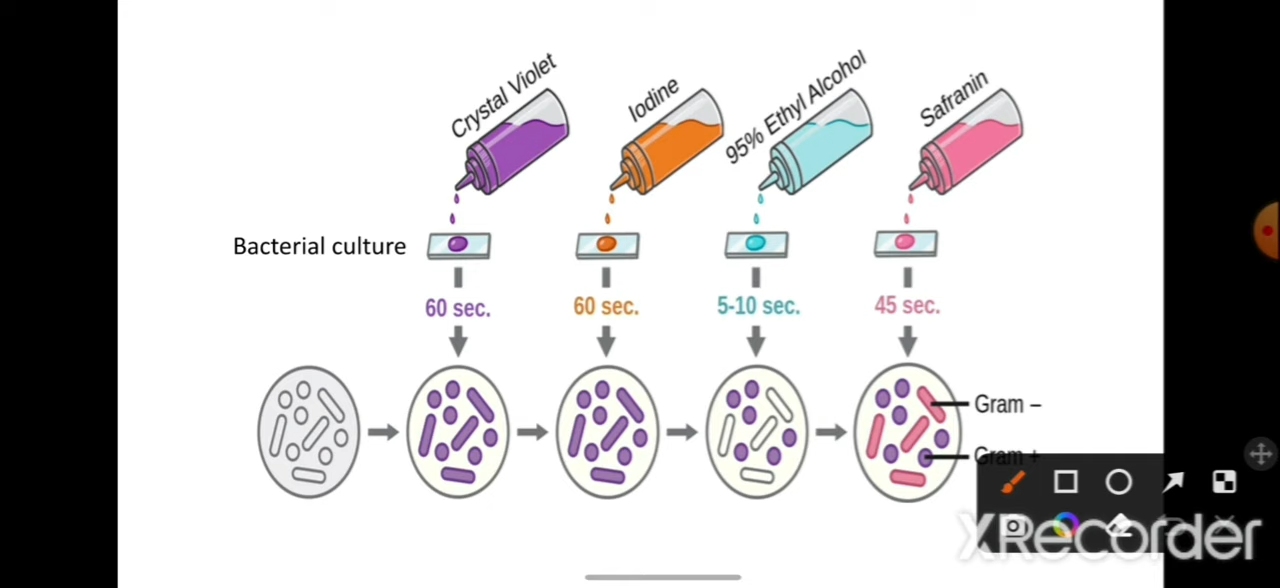 Crystal Violet
Iodine
95% Ethyl Alcohol
Safranin
Bacterial culture
60 sec.
60 sec.
5-10 sec.
45 sec.
Gram –
Gram +
XRecorder